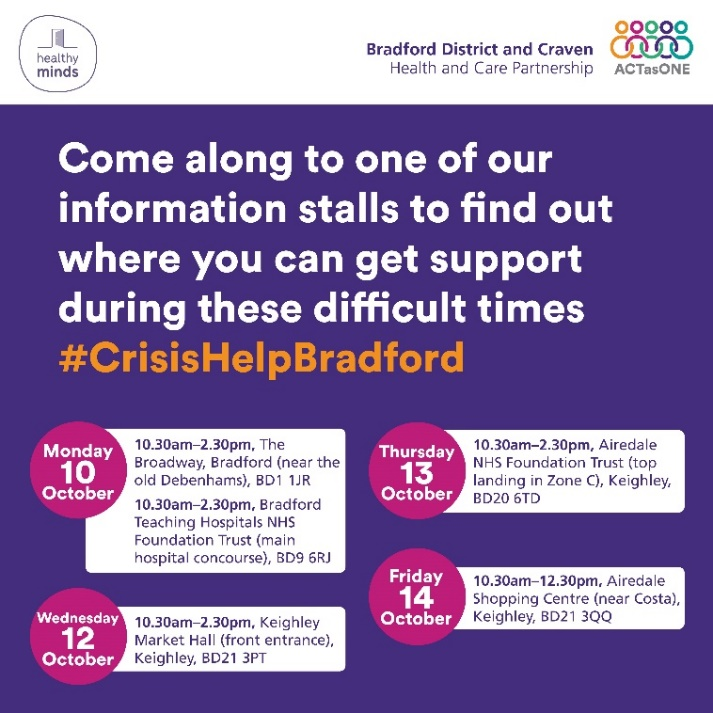 healthy
minds
Bradford District and Craven
Health and Care Partnership
ACTasONE
Come along to one of our
information stalls to find out
where you can get support
during these difficult times
#CrisisHelpBradford
Monday
10
October
10.30am–2.30pm, The
Broadway, Bradford (near the
old Debenhams), BD1 1JR
10.30am–2.30pm, Bradford
Teaching Hospitals NHS
Foundation Trust (main
hospital concourse), BD9 6RJ
Wednesday
12
October
10.30am–2.30pm, Keighley
Market Hall (front entrance),
Keighley, BD21 3PT
Thursday
13
October
10.30am–2.30pm, Airedale
NHS Foundation Trust (top
landing in Zone C), Keighley,
BD20 6TD
Friday
14
October
10.30am–12.30pm, Airedale
Shopping Centre (near Costa),
Keighley, BD21 3QQ